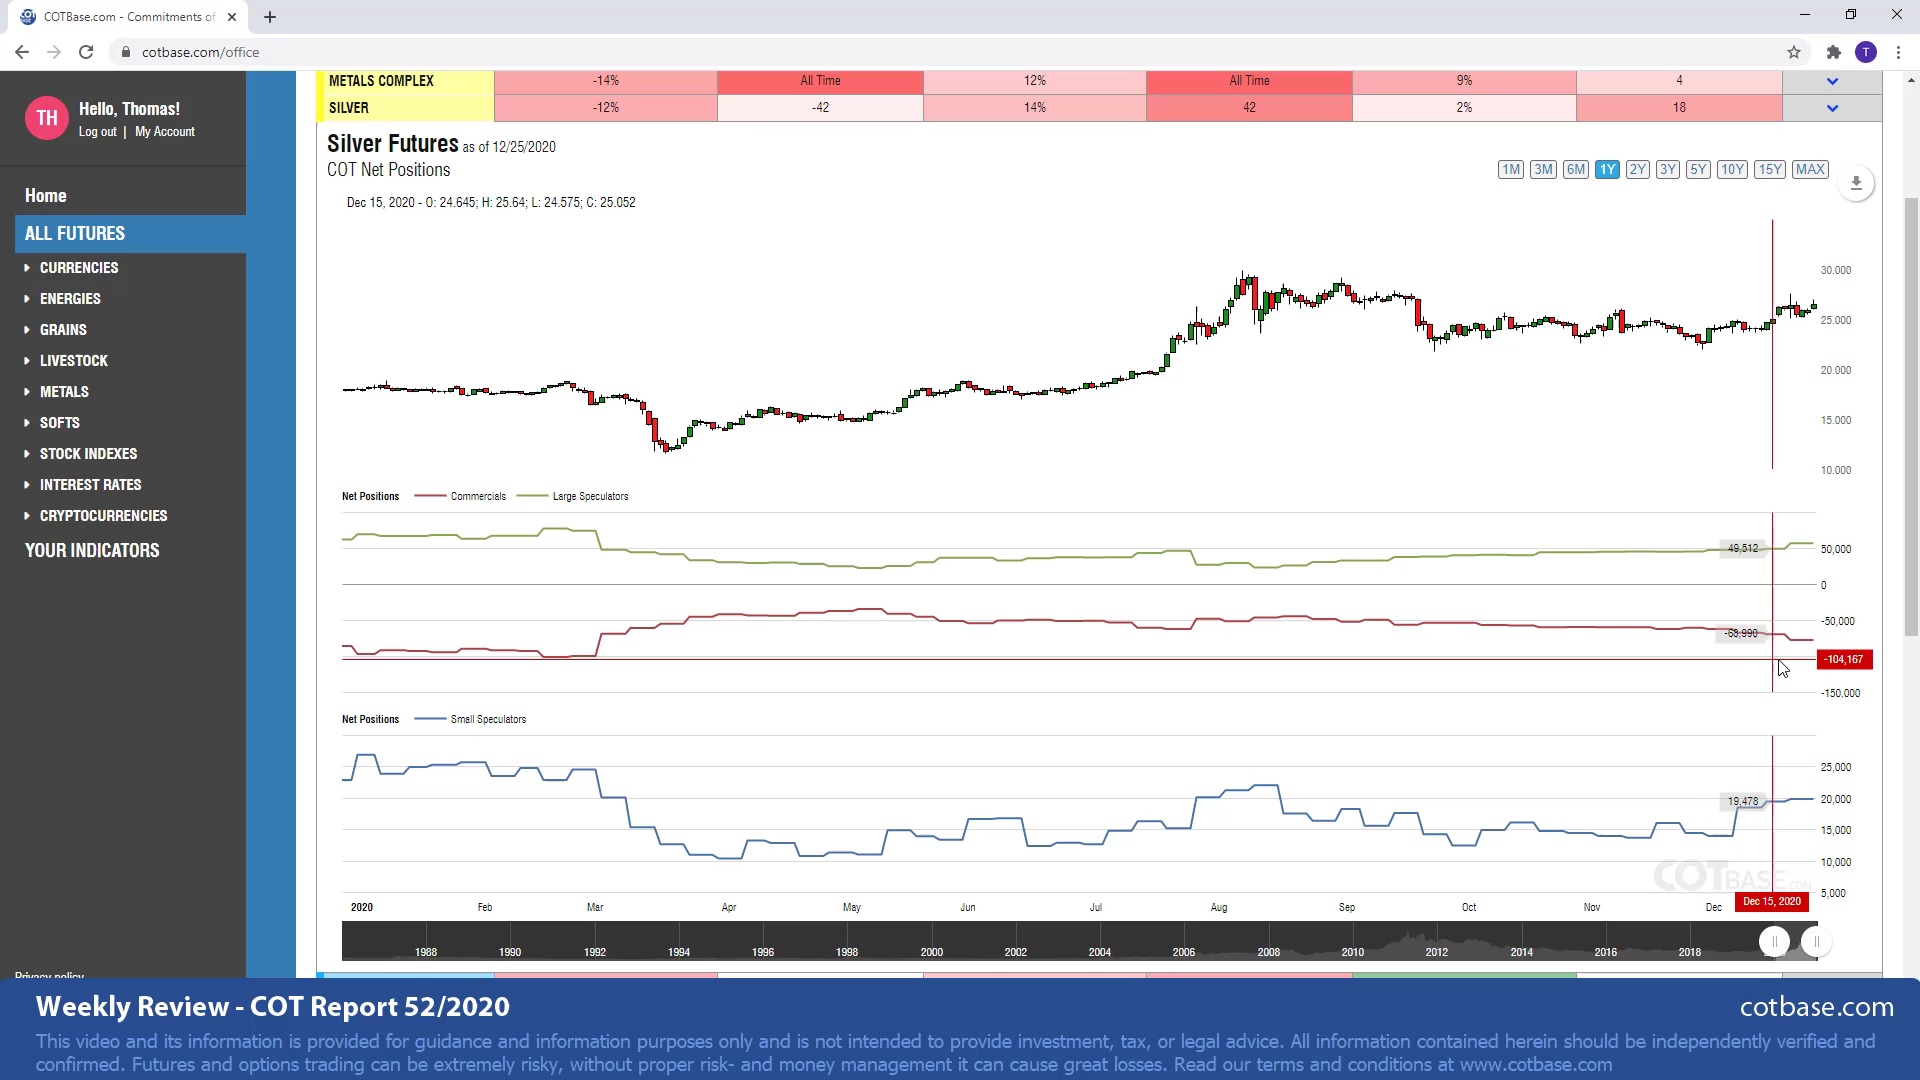 COTBase.com - Commitments of
cotbase.com/office
T
TH
Hello, Thomas!
Log out | My Account
Home
ALL FUTURES
CURRENCIES
ENERGIES
GRAINS
LIVESTOCK
METALS
SOFTS
STOCK INDEXES
INTEREST RATES
CRYPTOCURRENCIES
YOUR INDICATORS
Privacy policy
METALS COMPLEX -14% All Time 12% All Time 9% 4
SILVER -12% -42 14% 42 2% 18
Silver Futures as of 12/25/2020
COT Net Positions
1M 3M 6M 1Y 2Y 3Y 5Y 10Y 15Y MAX
Dec 15, 2020 - O: 24.645; H: 25.64; L: 24.575; C: 25.052
30.000
25.000
20.000
15.000
10.000
Net Positions Commercials Large Speculators
49,512 50,000
0
-50,000
-68,990
-104,167
-150,000
Net Positions Small Speculators
25,000
19,478 20,000
15,000
10,000
COTBASE.COM
5,000
2020 Feb Mar Apr May Jun Jul Aug Sep Oct Nov Dec Dec 15, 2020
1988 1990 1992 1994 1996 1998 2000 2002 2004 2006 2008 2010 2012 2014 2016 2018
Weekly Review - COT Report 52/2020
cotbase.com
This video and its information is provided for guidance and information purposes only and is not intended to provide investment, tax, or legal advice. All information contained herein should be independently verified and
confirmed. Futures and options trading can be extremely risky, without proper risk- and money management it can cause great losses. Read our terms and conditions at www.cotbase.com